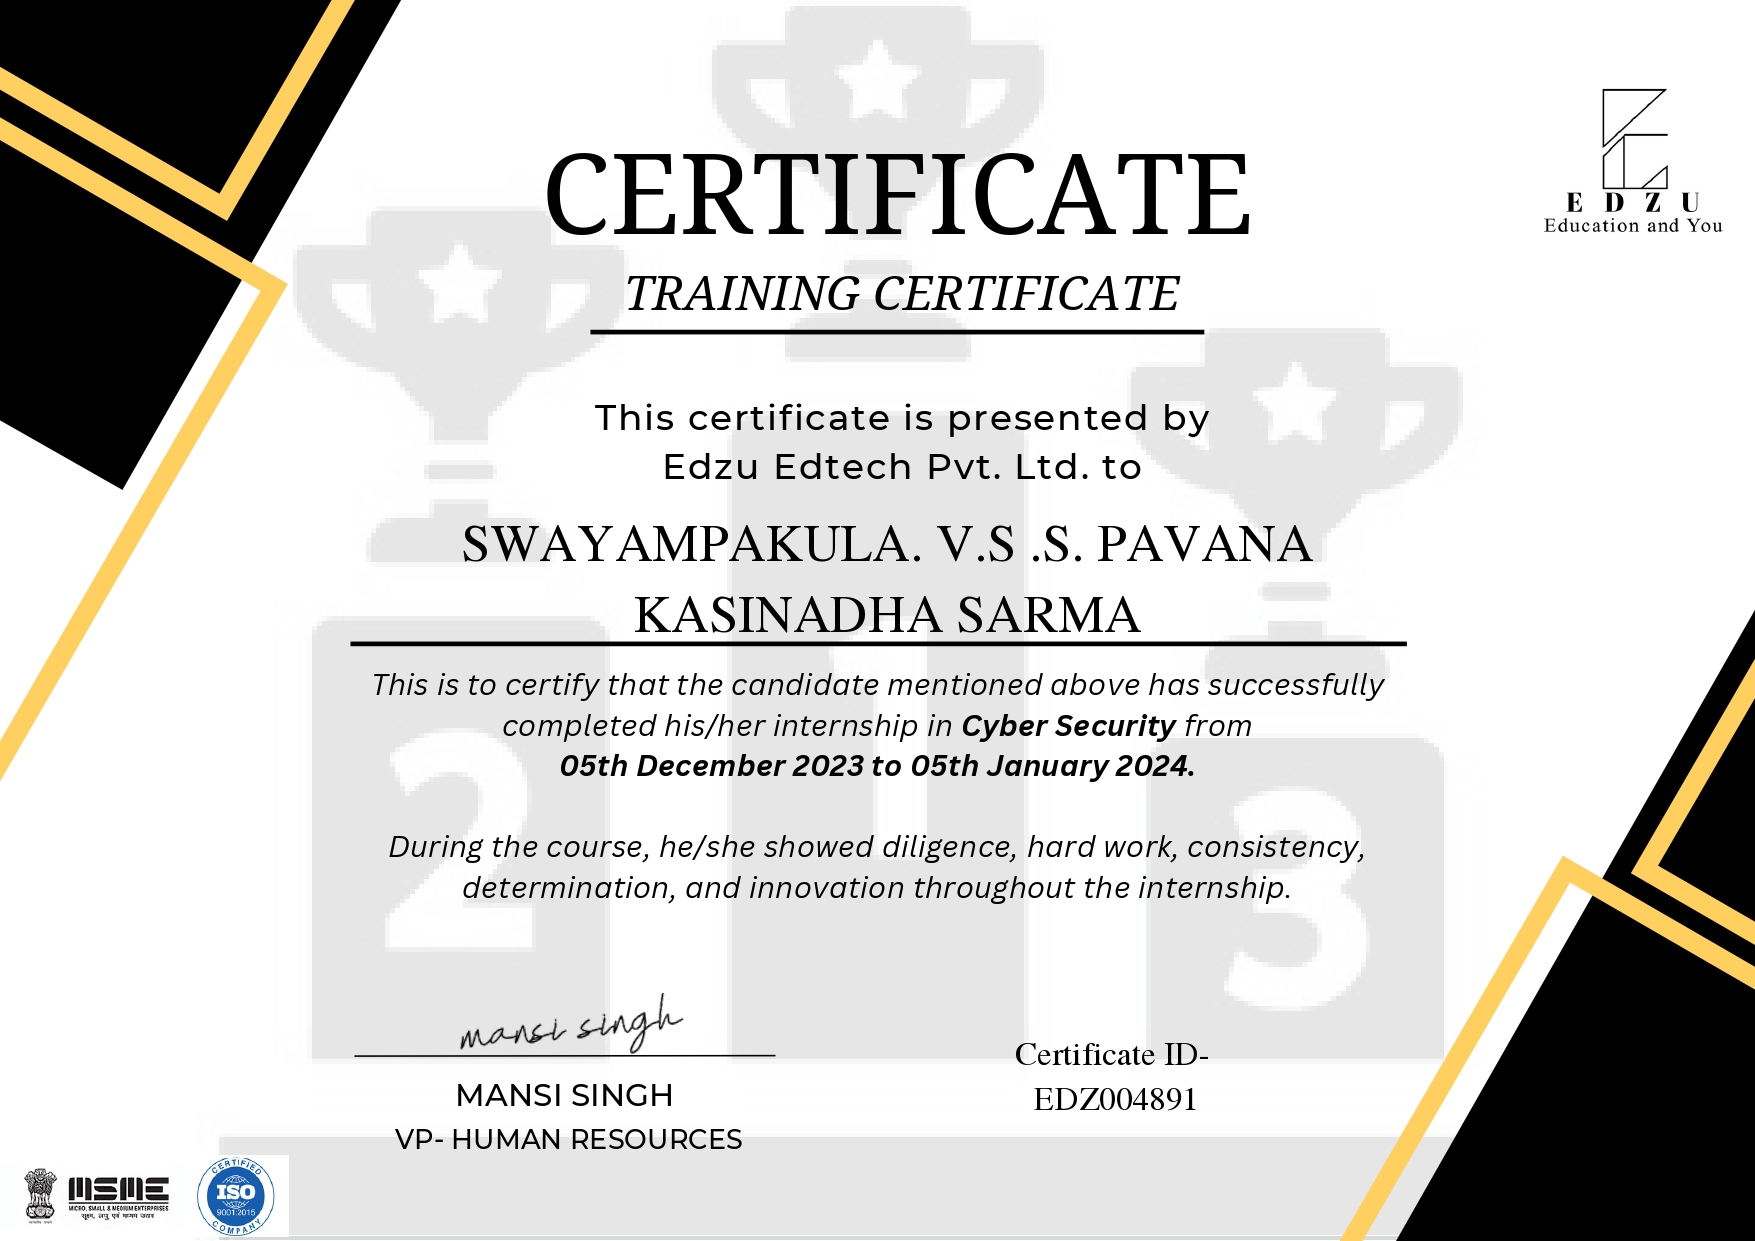 CERTIFICATE
TRAINING CERTIFICATE
E D Z U
Education and You
This certificate is presented by
Edzu Edtech Pvt. Ltd. to
SWAYAMPAKULA. V.S .S. PAVANA
KASINADHA SARMA
This is to certify that the candidate mentioned above has successfully
completed his/her internship in Cyber Security from
05th December 2023 to 05th January 2024.
During the course, he/she showed diligence, hard work, consistency,
determination, and innovation throughout the internship.
2
1
3
mansi singh
MANSI SINGH
VP- HUMAN RESOURCES
Certificate ID-
EDZ004891
MSME
MICRO, SMALL & MEDIUM ENTERPRISES
सूक्ष्म, लघु एवं मध्यम उद्यम
CERTIFIED
ISO
9001:2015
COMPANY